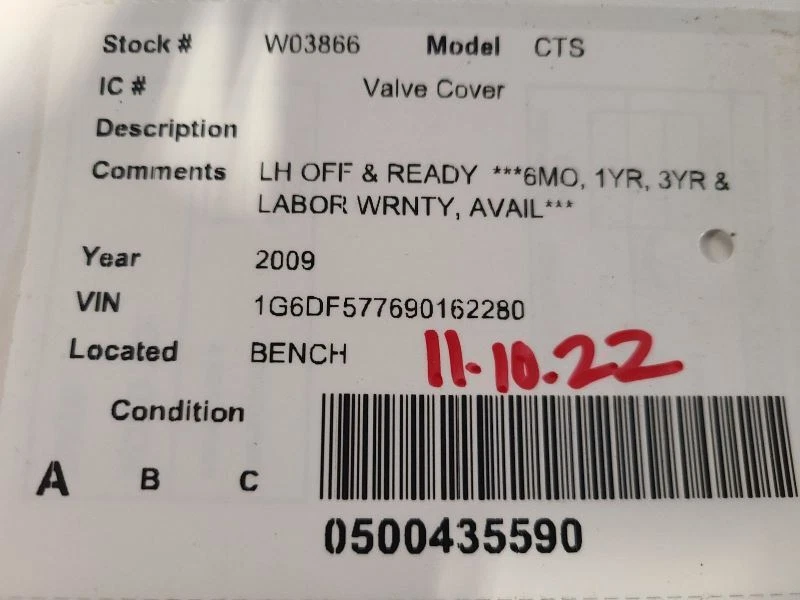 Stock # W03866 Model CTS
IC # Valve Cover
Description
Comments LH OFF & READY ***6MO, 1YR, 3YR &
LABOR WRNTY, AVAIL***
Year 2009
VIN 1G6DF577690162280
Located BENCH 11.10.22
Condition
A B C
0500435590